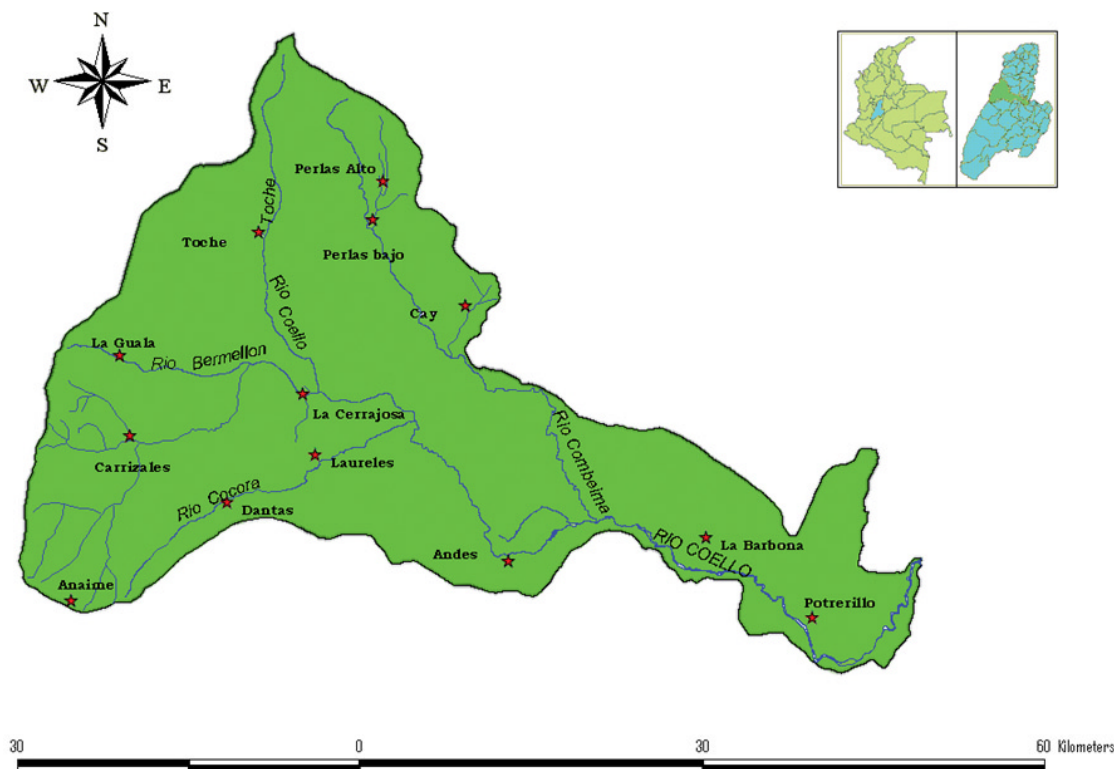 N
W E
S
Perlas Alto
Toche
Toche
Perlas bajo
Rio Coello
Cay
La Guala
Rio Bermellon
La Cerrajosa
Rio Combeima
Carrizales
Laureles
Rio Cocora
Dantas
Andes
RIO COELLO
La Barbona
Anaime
Potrerillo
30 0 30 60 Kilometers